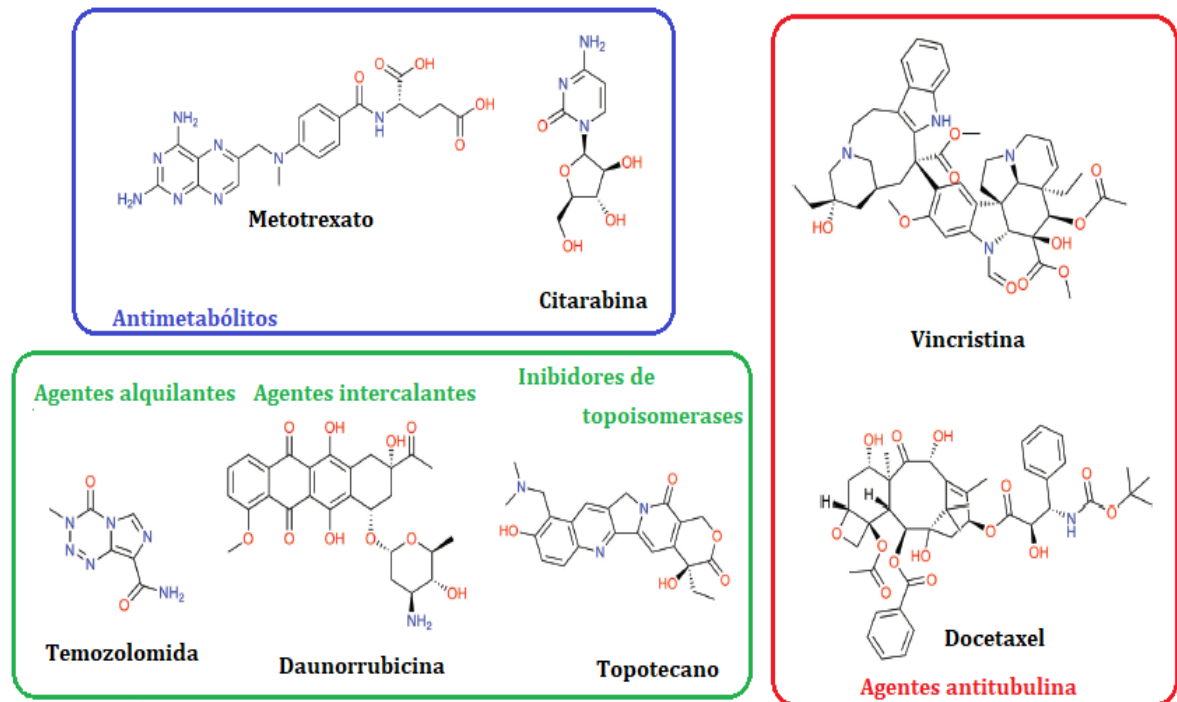 Metotrexato
Citarabina
Antimetabólitos
Agentes alquilantes
Agentes intercalantes
Inibidores de
topoisomerases
Temozolomida
Daunorrubicina
Topotecano
Vincristina
Docetaxel
Agentes antitubulina